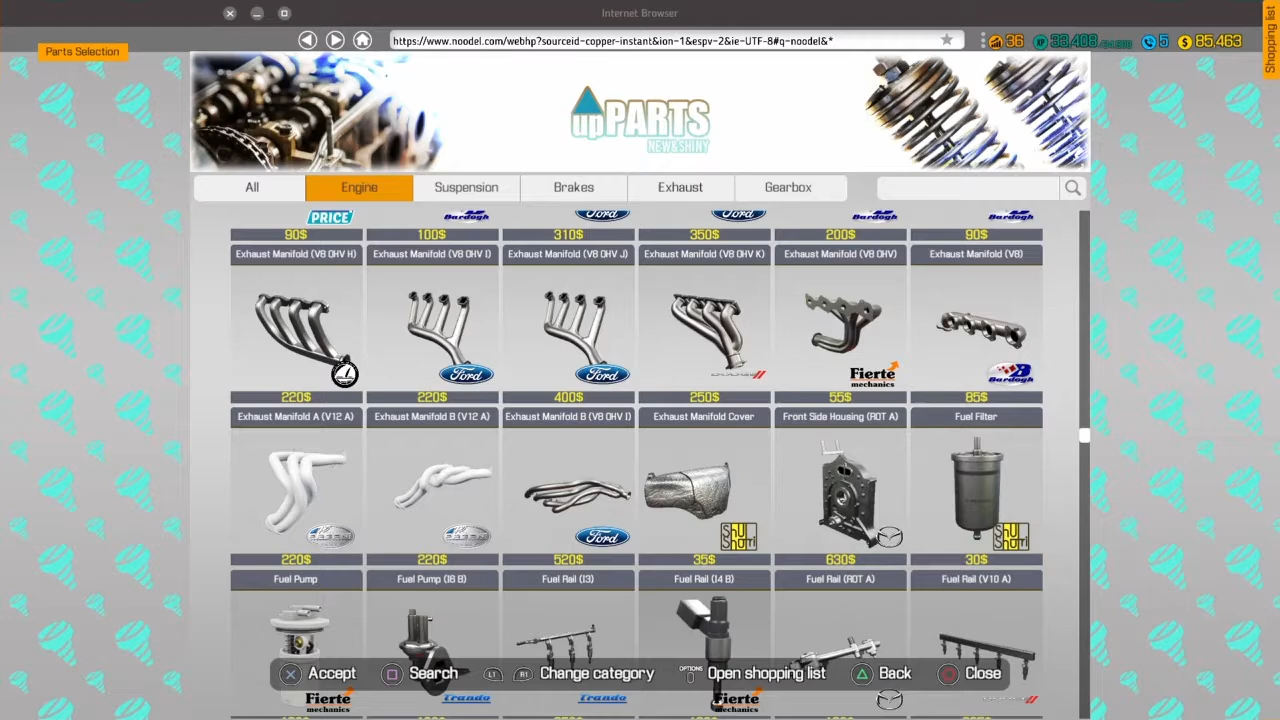 Internet Browser
Parts Selection
https://www.noodel.com/webhp?sourceid-copper-instant&ion-1&espv-2&ie-UTF-8#q-noodel&*
36
XP 33,408
5
$ 85,463
Shopping list
upPARTS
NEW&SHINY
All Engine Suspension Brakes Exhaust Gearbox
PRICE Bardogh Ford Ford Bardogh Bardogh
90$ 100$ 310$ 350$ 200$ 90$
Exhaust Manifold (V8 OHV H) Exhaust Manifold (V8 OHV I) Exhaust Manifold (V8 OHV J) Exhaust Manifold (V8 OHV K) Exhaust Manifold (V8 OHV) Exhaust Manifold (V8)
Ford Ford Fierte mechanics Bardogh
220$ 220$ 400$ 250$ 55$ 85$
Exhaust Manifold A (V12 A) Exhaust Manifold B (V12 A) Exhaust Manifold B (V8 OHV I) Exhaust Manifold Cover Front Side Housing (ROT A) Fuel Filter
Ford
220$ 220$ 520$ 35$ 630$ 30$
Fuel Pump Fuel Pump (I6 B) Fuel Rail (I3) Fuel Rail (I4 B) Fuel Rail (ROT A) Fuel Rail (V10 A)
Accept Search L1 R1 Change category OPTIONS Open shopping list Back Close
Fierte mechanics Trando Trando Fierte mechanics